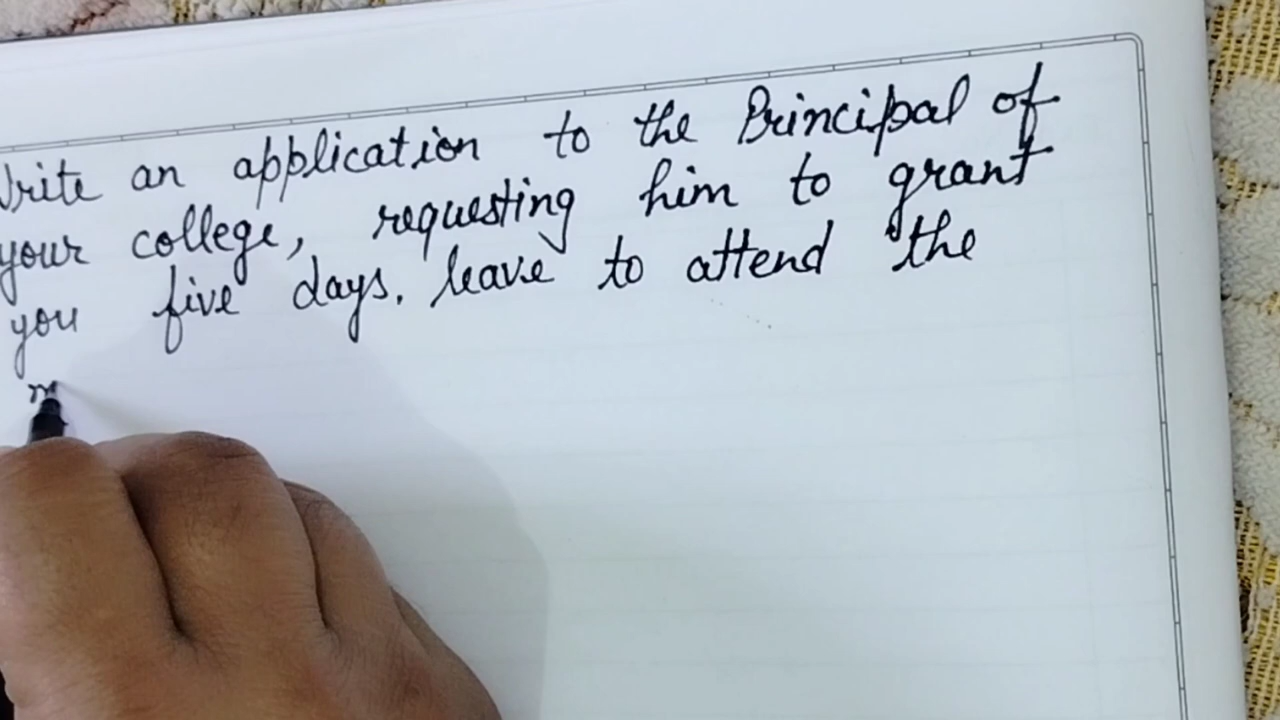 Write an application to the Principal of
your college, requesting him to grant
you five days. leave to attend the